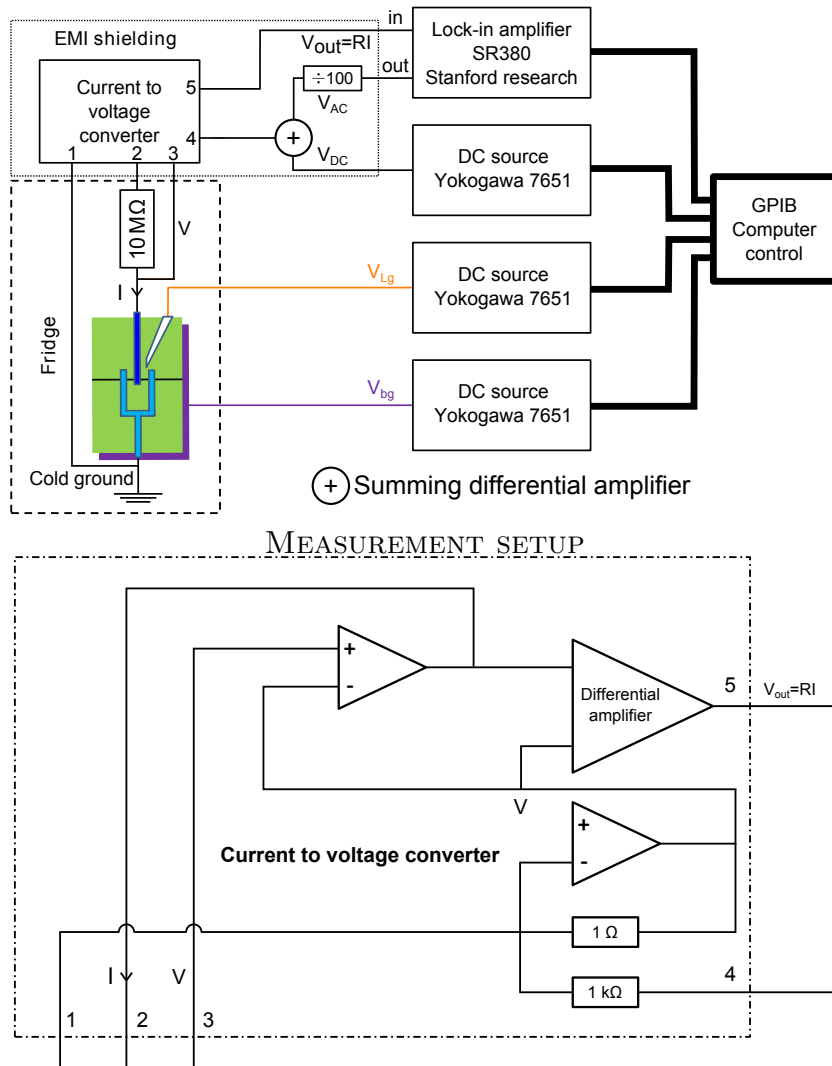 EMI shielding
in
V_out=RI
out
÷100
V_AC
V_DC
Current to
voltage
converter
5
4
1
2
3
Lock-in amplifier
SR380
Stanford research
DC source
Yokogawa 7651
GPIB
Computer
control
10 MΩ
V
I
V_Lg
DC source
Yokogawa 7651
Fridge
V_bg
DC source
Yokogawa 7651
Cold ground
+ Summing differential amplifier
+
MEASUREMENT SETUP
+
-
Differential
amplifier
5
V_out=RI
V
+
-
Current to voltage converter
1 Ω
1 kΩ
4
I
V
1
2
3